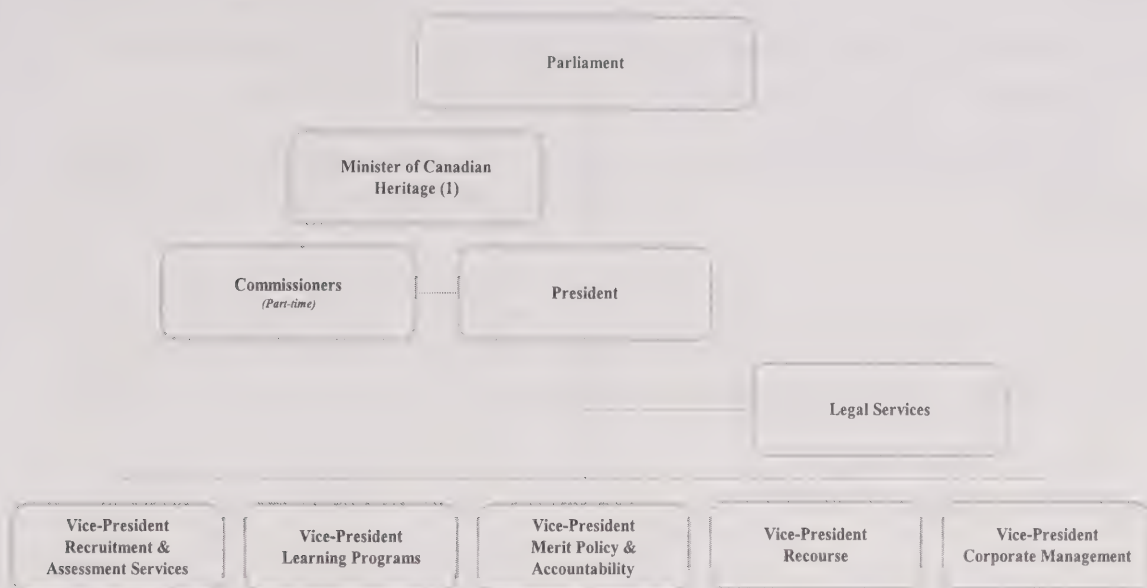 Parliament
Minister of Canadian
Heritage (1)
Commissioners
(Part-time)
President
Legal Services
Vice-President
Recruitment &
Assessment Services
Vice-President
Learning Programs
Vice-President
Merit Policy &
Accountability
Vice-President
Recourse
Vice-President
Corporate Management